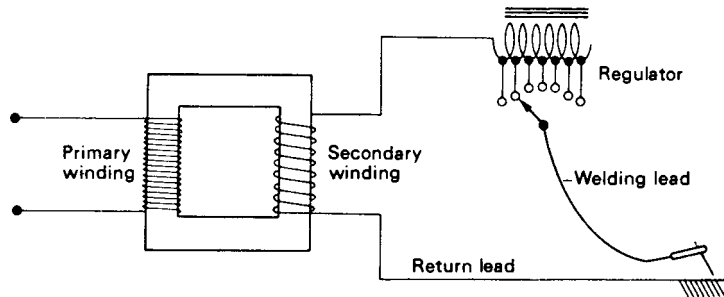 Regulator
Primary
winding
Secondary
winding
Welding lead
Return lead